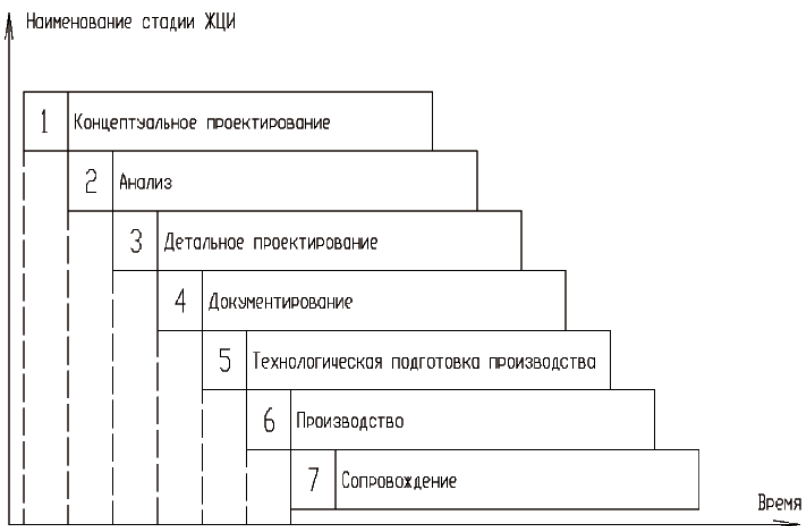 Наименование стадии ЖЦИ
1 Концептуальное проектирование
2 Анализ
3 Детальное проектирование
4 Документирование
5 Технологическая подготовка производства
6 Производство
7 Сопровождение
Время